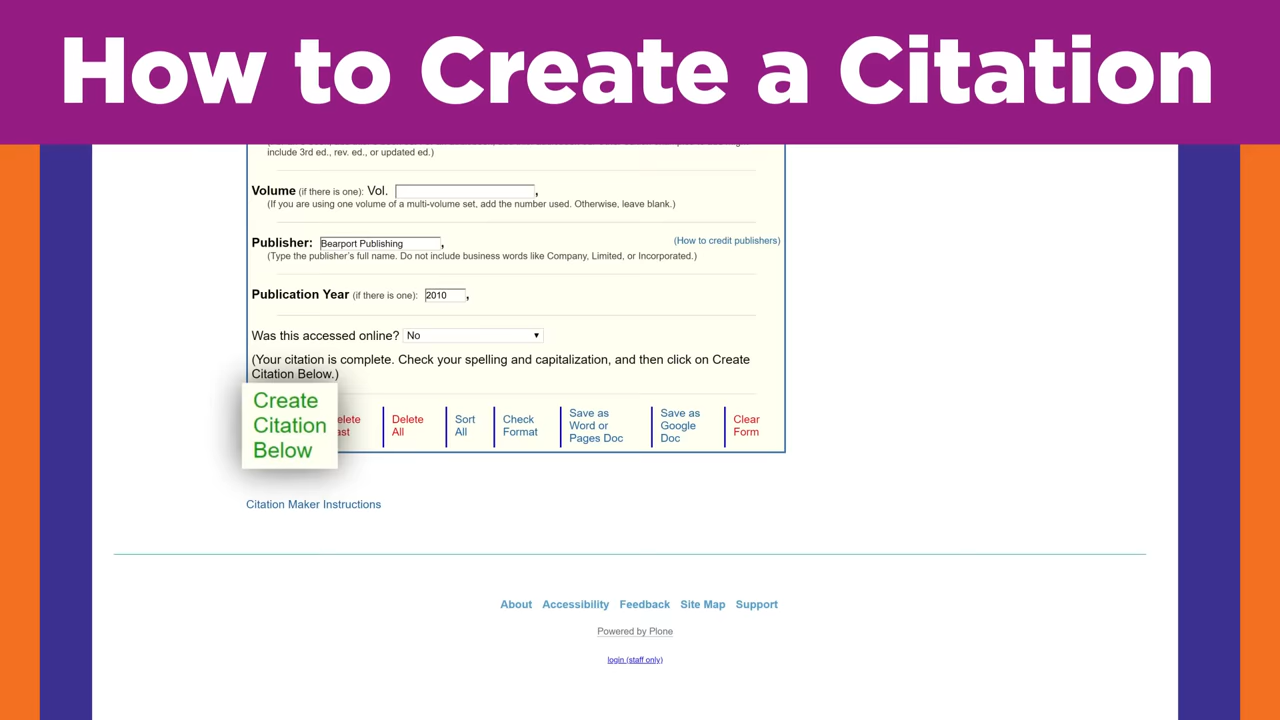 How to Create a Citation
include 3rd ed., rev. ed., or updated ed.)
Volume (if there is one): Vol. ,
(If you are using one volume of a multi-volume set, add the number used. Otherwise, leave blank.)
Publisher: Bearport Publishing , (How to credit publishers)
(Type the publisher's full name. Do not include business words like Company, Limited, or Incorporated.)
Publication Year (if there is one): 2010 ,
Was this accessed online? No
(Your citation is complete. Check your spelling and capitalization, and then click on Create
Citation Below.)
Create
Citation
Below
elete
ast
Delete
All
Sort
All
Check
Format
Save as
Word or
Pages Doc
Save as
Google
Doc
Clear
Form
Citation Maker Instructions
About Accessibility Feedback Site Map Support
Powered by Plone
login (staff only)